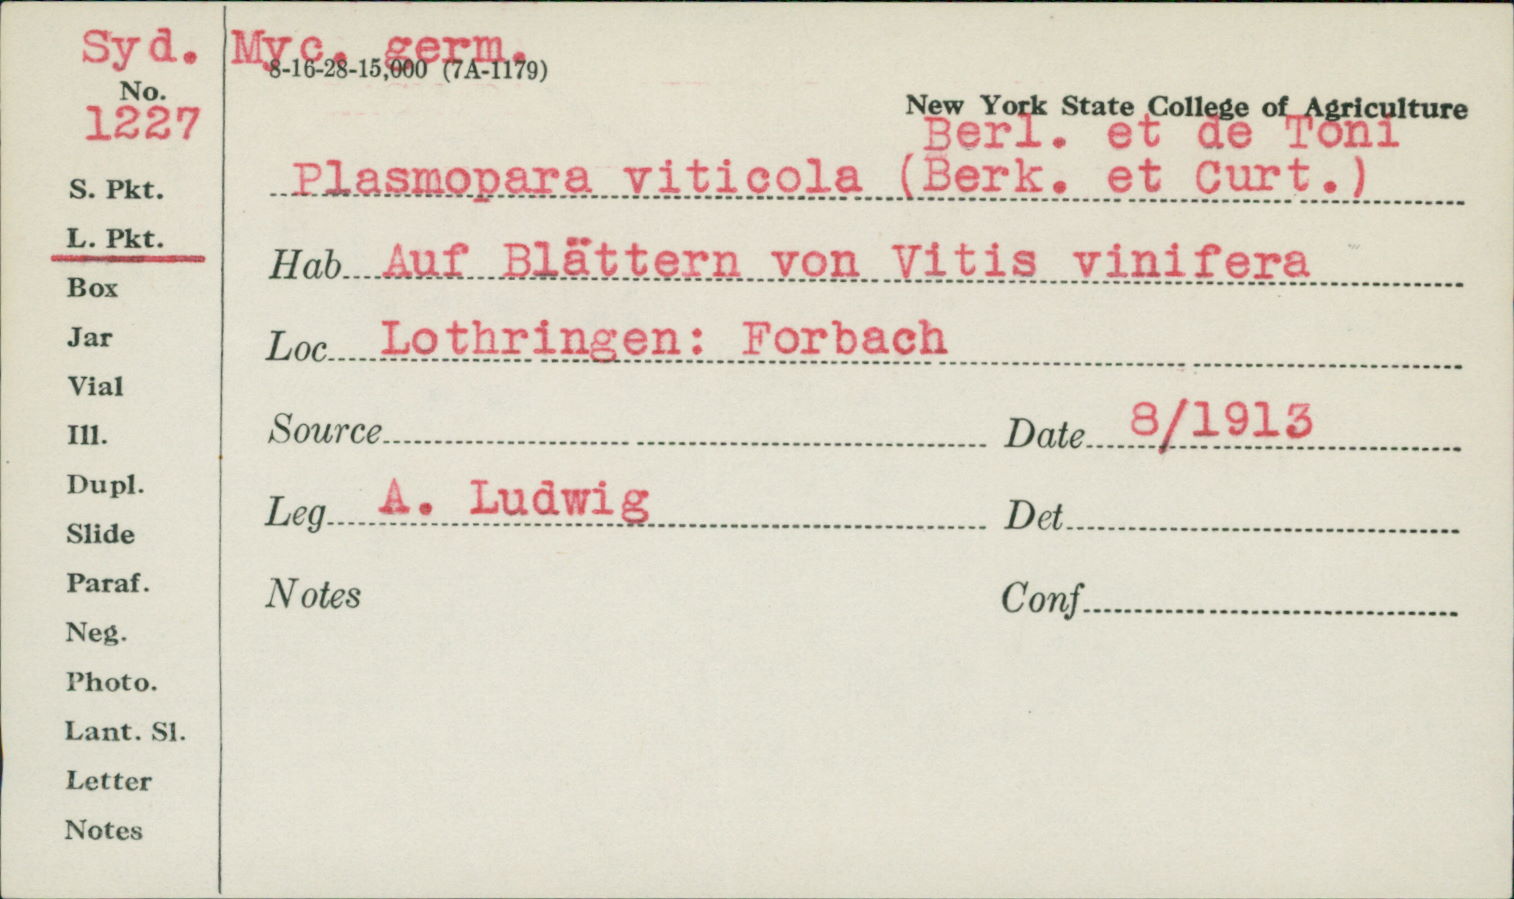 Syd. Myc. germ.
8-16-28-15,000 (7A-1179)
No.
1227
New York State College of Agriculture
Berl. et de Toni
Plasmopara viticola (Berk. et Curt.)
S. Pkt.
L. Pkt.
Hab. Auf Blättern von Vitis vinifera
Box
Jar
Loc. Lothringen: Forbach
Vial
Ill.
Source
Date 8/1913
Dupl.
Leg. A. Ludwig
Det.
Slide
Paraf.
Notes
Conf.
Neg.
Photo.
Lant. Sl.
Letter
Notes